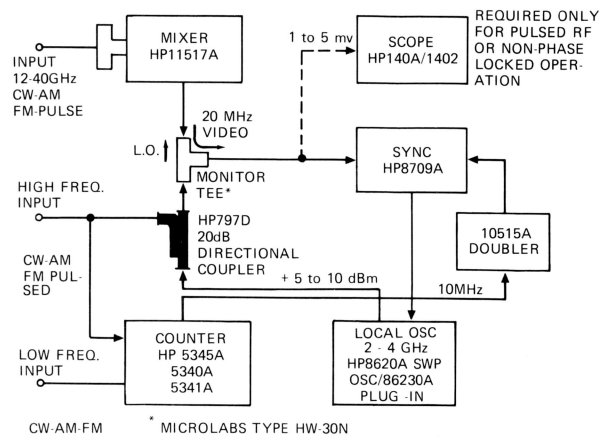 MIXER
HP11517A
INPUT
12-40GHz
CW-AM
FM-PULSE
1 to 5 mv
SCOPE
HP140A/1402
REQUIRED ONLY
FOR PULSED RF
OR NON-PHASE
LOCKED OPER-
ATION
20 MHz
VIDEO
L.O.
MONITOR
TEE*
SYNC
HP8709A
HIGH FREQ.
INPUT
HP797D
20dB
DIRECTIONAL
COUPLER
10515A
DOUBLER
CW-AM
FM PUL-
SED
+ 5 to 10 dBm
10MHz
COUNTER
HP 5345A
5340A
5341A
LOCAL OSC
2 - 4 GHz
HP8620A SWP
OSC/86230A
PLUG -IN
LOW FREQ.
INPUT
CW-AM-FM
* MICROLABS TYPE HW-30N